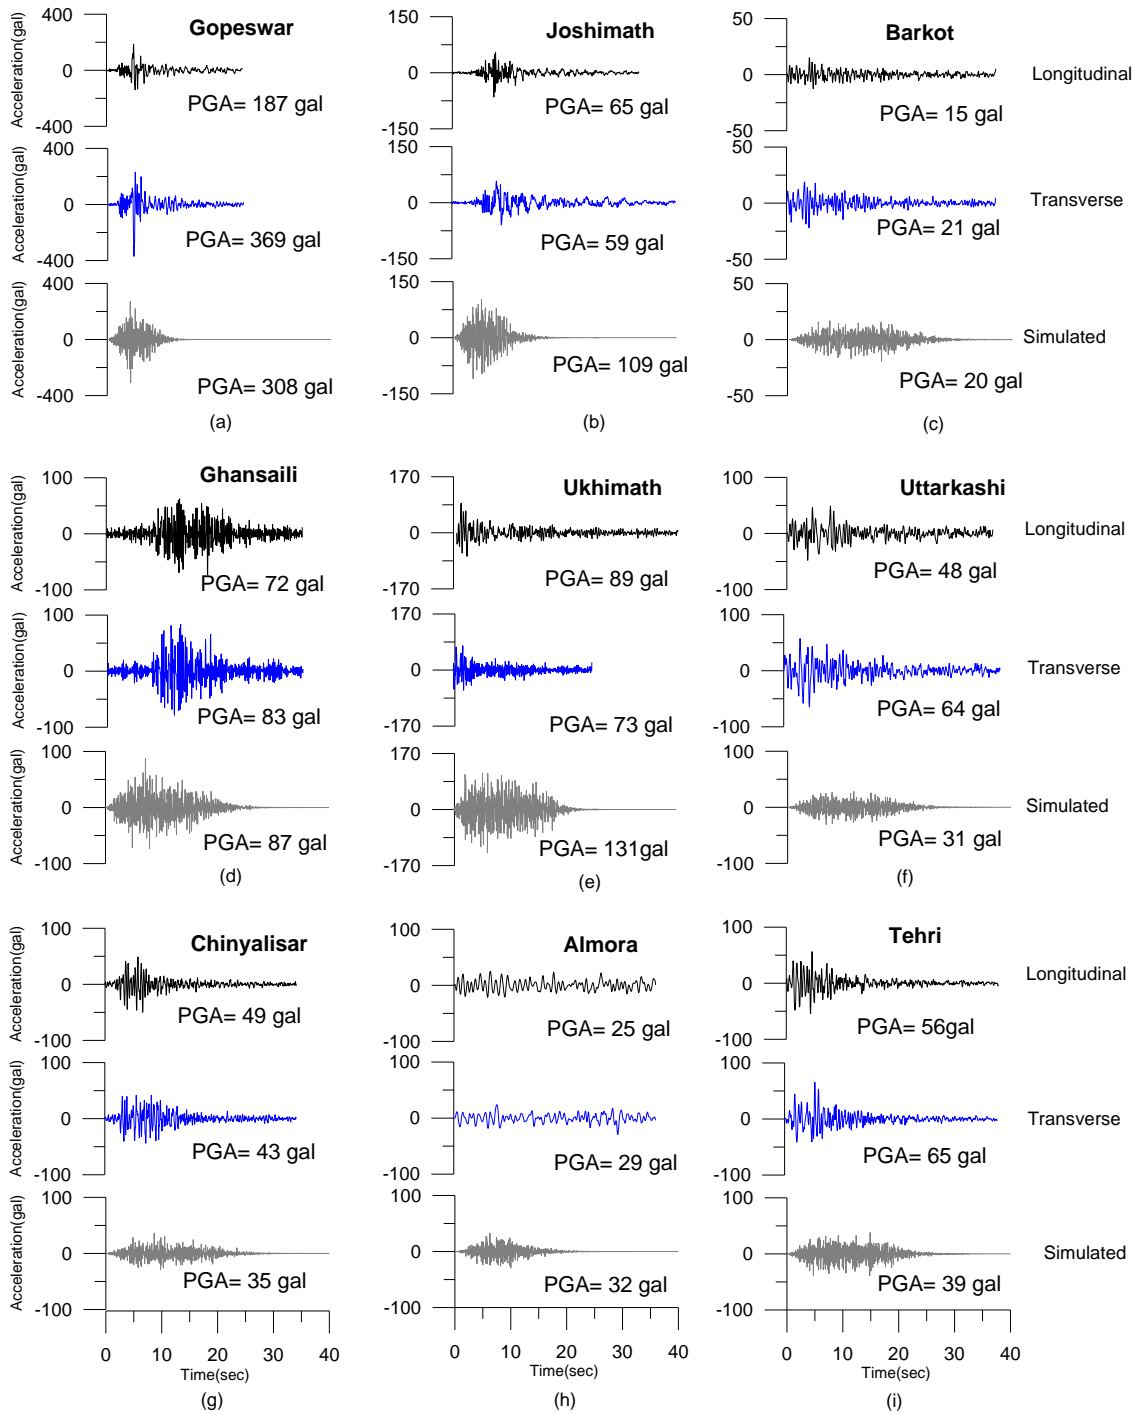 Gopeswar
Acceleration(gal)
400
0
-400
PGA= 187 gal
Joshimath
150
0
-150
PGA= 65 gal
Barkot
50
0
-50
PGA= 15 gal
Longitudinal
Acceleration(gal)
400
0
-400
PGA= 369 gal
150
0
-150
PGA= 59 gal
50
0
-50
PGA= 21 gal
Transverse
Acceleration(gal)
400
0
-400
PGA= 308 gal
(a)
150
0
-150
PGA= 109 gal
(b)
50
0
-50
PGA= 20 gal
(c)
Simulated
Ghansaili
Acceleration(gal)
100
0
-100
PGA= 72 gal
Ukhimath
170
0
-170
PGA= 89 gal
Uttarkashi
100
0
-100
PGA= 48 gal
Longitudinal
Acceleration(gal)
100
0
-100
PGA= 83 gal
170
0
-170
PGA= 73 gal
100
0
-100
PGA= 64 gal
Transverse
Acceleration(gal)
100
0
-100
PGA= 87 gal
(d)
170
0
-170
PGA= 131gal
(e)
100
0
-100
PGA= 31 gal
(f)
Simulated
Chinyalisar
Acceleration(gal)
100
0
-100
PGA= 49 gal
Almora
100
0
-100
PGA= 25 gal
Tehri
100
0
-100
PGA= 56gal
Longitudinal
Acceleration(gal)
100
0
-100
PGA= 43 gal
100
0
-100
PGA= 29 gal
100
0
-100
PGA= 65 gal
Transverse
Acceleration(gal)
100
0
-100
PGA= 35 gal
0 10 20 30 40
Time(sec)
(g)
100
0
-100
PGA= 32 gal
0 10 20 30 40
Time(sec)
(h)
100
0
-100
PGA= 39 gal
0 10 20 30 40
Time(sec)
(i)
Simulated